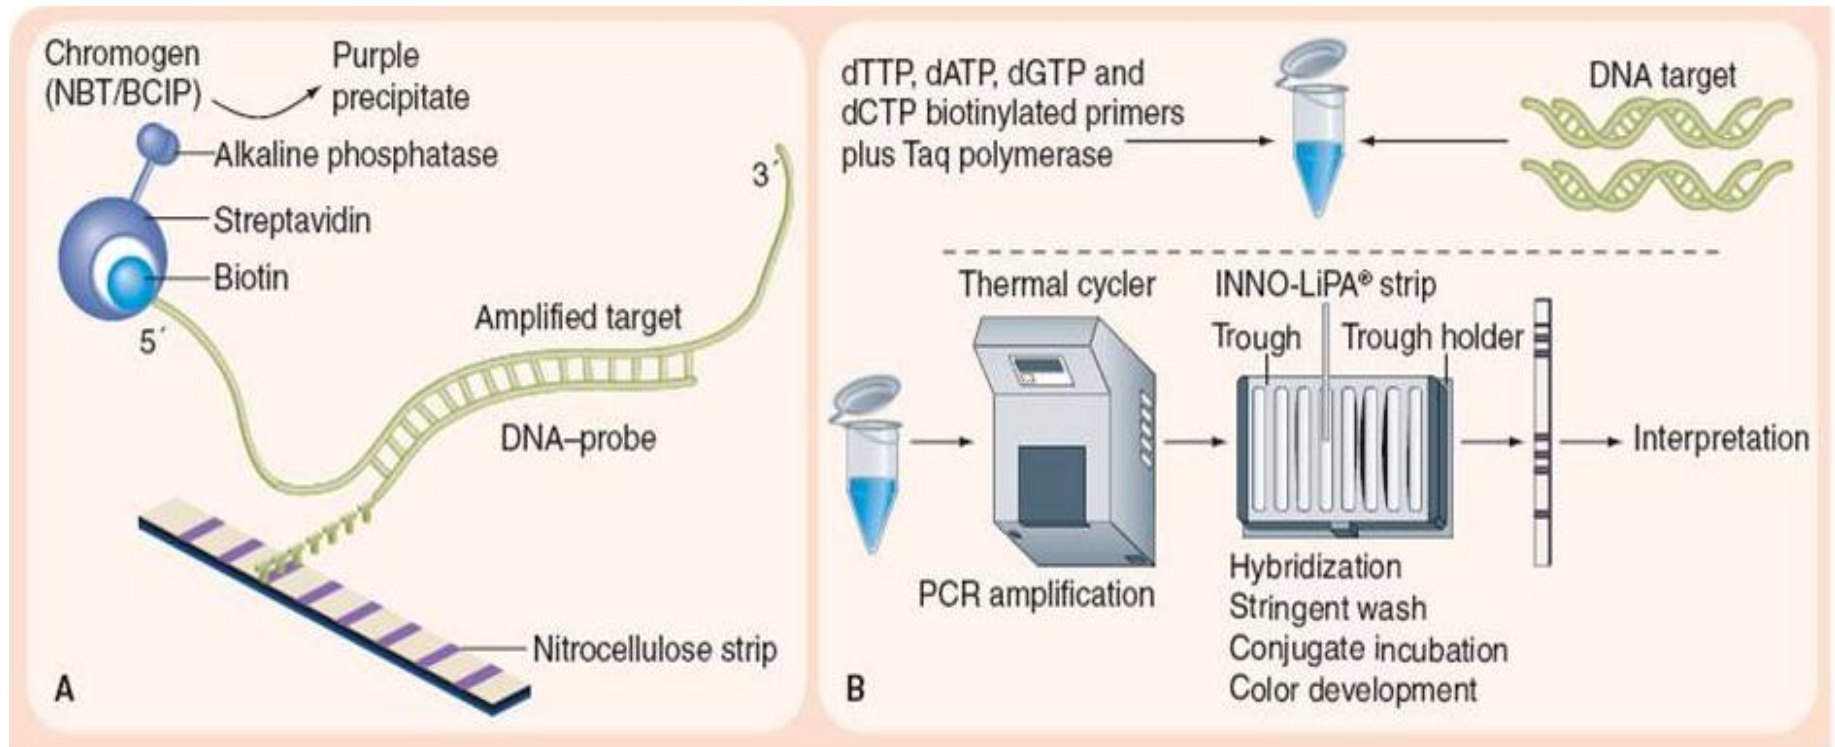 Chromogen
(NBT/BCIP)
Purple
precipitate
Alkaline phosphatase
Streptavidin
Biotin
5´
3´
Amplified target
DNA–probe
Nitrocellulose strip
A
dTTP, dATP, dGTP and
dCTP biotinylated primers
plus Taq polymerase
DNA target
Thermal cycler
INNO-LiPA® strip
Trough
Trough holder
Interpretation
PCR amplification
Hybridization
Stringent wash
Conjugate incubation
Color development
B